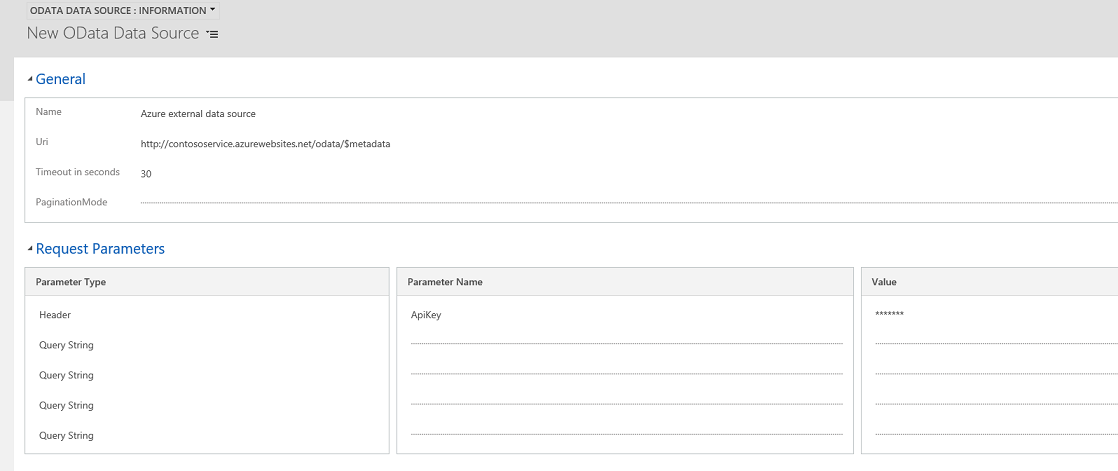 ODATA DATA SOURCE : INFORMATION
New OData Data Source
General
Name Azure external data source
Uri http://contososervice.azurewebsites.net/odata/$metadata
Timeout in seconds 30
PaginationMode
Request Parameters
Parameter Type Parameter Name Value
Header ApiKey *******
Query String
Query String
Query String
Query String